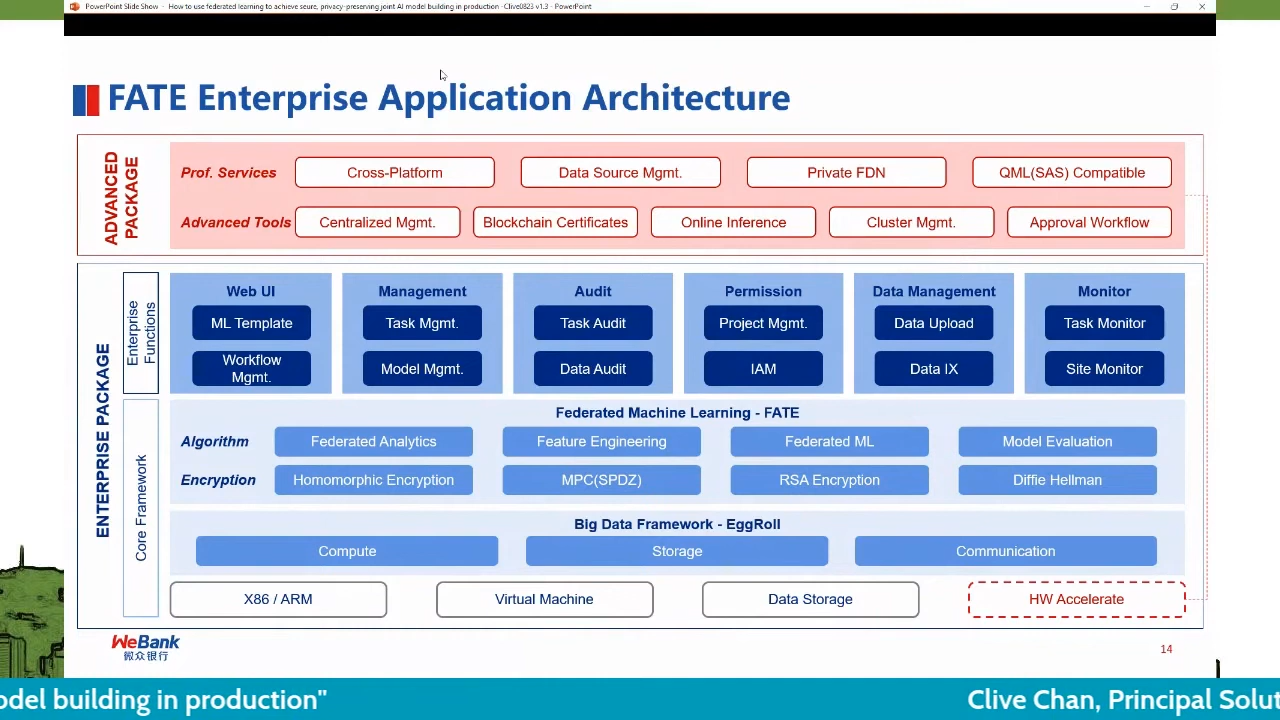 PowerPoint Slide Show - How to use federated learning to achieve seure, privacy-preserving joint AI model building in production -Clive0823 v1.3 - PowerPoint
FATE Enterprise Application Architecture
ADVANCED
PACKAGE
Prof. Services
Cross-Platform
Data Source Mgmt.
Private FDN
QML(SAS) Compatible
Advanced Tools
Centralized Mgmt.
Blockchain Certificates
Online Inference
Cluster Mgmt.
Approval Workflow
ENTERPRISE PACKAGE
Enterprise
Functions
Web UI
ML Template
Workflow
Mgmt.
Management
Task Mgmt.
Model Mgmt.
Audit
Task Audit
Data Audit
Permission
Project Mgmt.
IAM
Data Management
Data Upload
Data IX
Monitor
Task Monitor
Site Monitor
Core Framework
Federated Machine Learning - FATE
Algorithm
Federated Analytics
Feature Engineering
Federated ML
Model Evaluation
Encryption
Homomorphic Encryption
MPC(SPDZ)
RSA Encryption
Diffie Hellman
Big Data Framework - EggRoll
Compute
Storage
Communication
X86 / ARM
Virtual Machine
Data Storage
HW Accelerate
WeBank
微众银行
14
odel building in production"
Clive Chan, Principal Solut